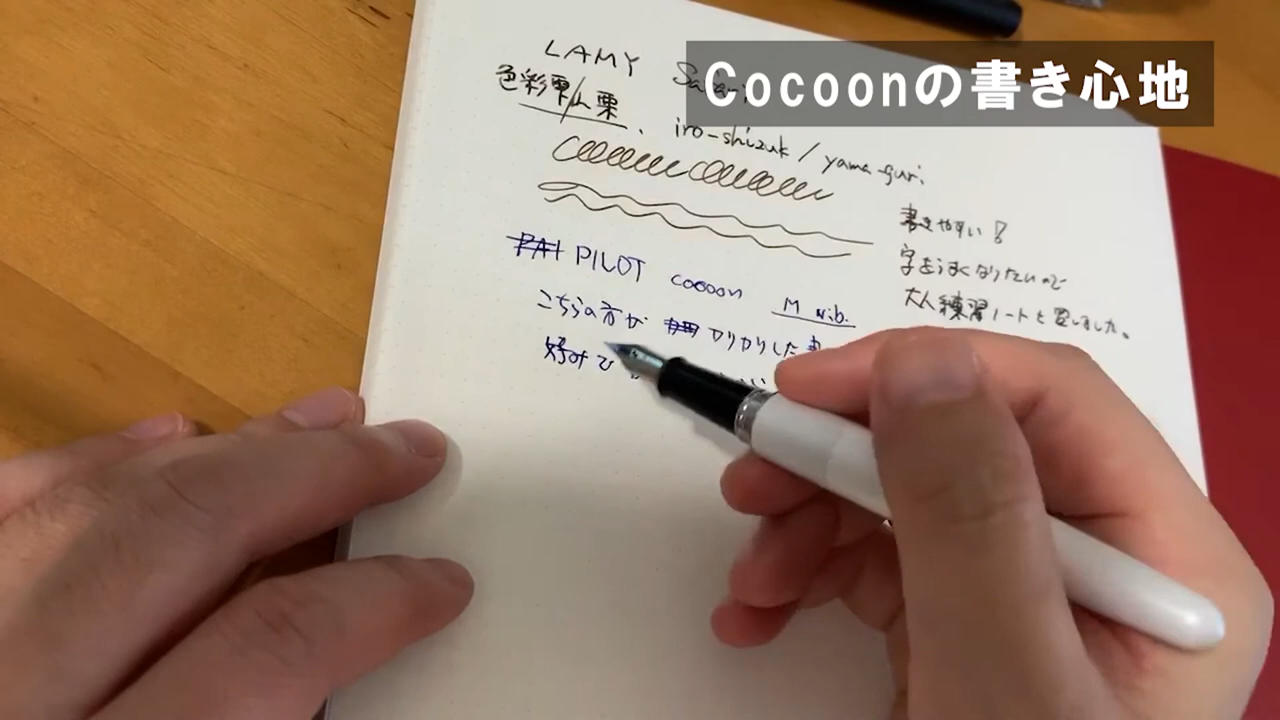 Cocoonの書き心地
LAMY
色彩雫/山栗
iro-shizuk / yama-guri
書きやすい!
字をうまくなりたいので
大人練習ノートを買いました。
PILOT cocoon M nib.
こちらの方が カリカリした
好みで